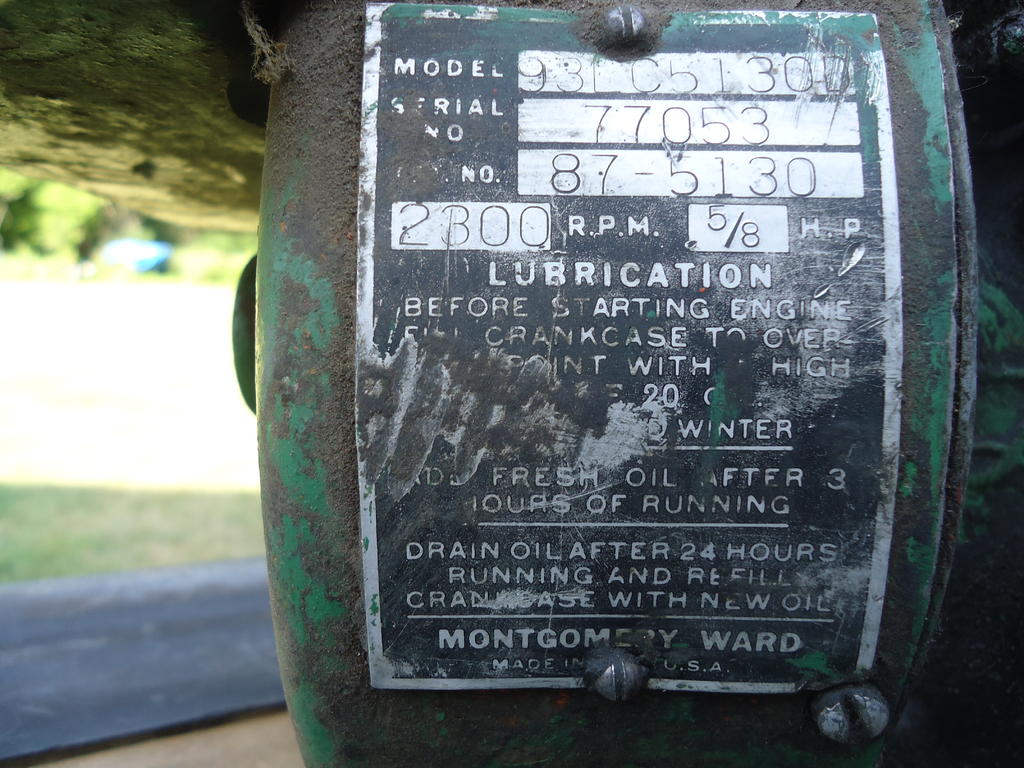 MODEL
SERIAL NO 77053
NO. 87-5130
2300 R.P.M. 5/8 H.P.
LUBRICATION
BEFORE STARTING ENGINE
CRANKCASE TO OVER-
POINT WITH HIGH
20
WINTER
FRESH OIL AFTER 3
HOURS OF RUNNING
DRAIN OIL AFTER 24 HOURS
RUNNING AND REFILL
CRANKCASE WITH NEW OIL
MONTGOMERY WARD
MADE IN U.S.A.